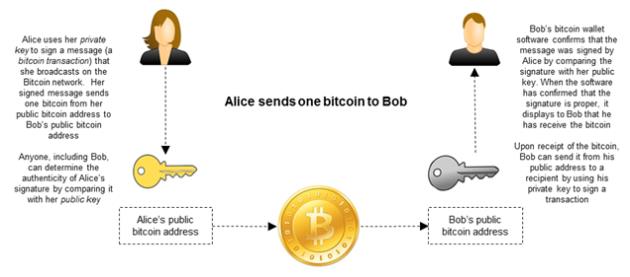 Alice uses her private
key to sign a message (a
bitcoin transaction) that
she broadcasts on the
Bitcoin network. Her
signed message sends
one bitcoin from her
public bitcoin address to
Bob's public bitcoin
address
Anyone, including Bob,
can determine the
authenticity of Alice's
signature by comparing it
with her public key
Alice sends one bitcoin to Bob
Bob's bitcoin wallet
software confirms that the
message was signed by
Alice by comparing the
signature with her public
key. When the software
has confirmed that the
signature is proper, it
displays to Bob that he
has receive the bitcoin
Upon receipt of the bitcoin,
Bob can send it from his
public address to a
recipient by using his
private key to sign a
transaction
Alice's public
bitcoin address
Bob's public
bitcoin address